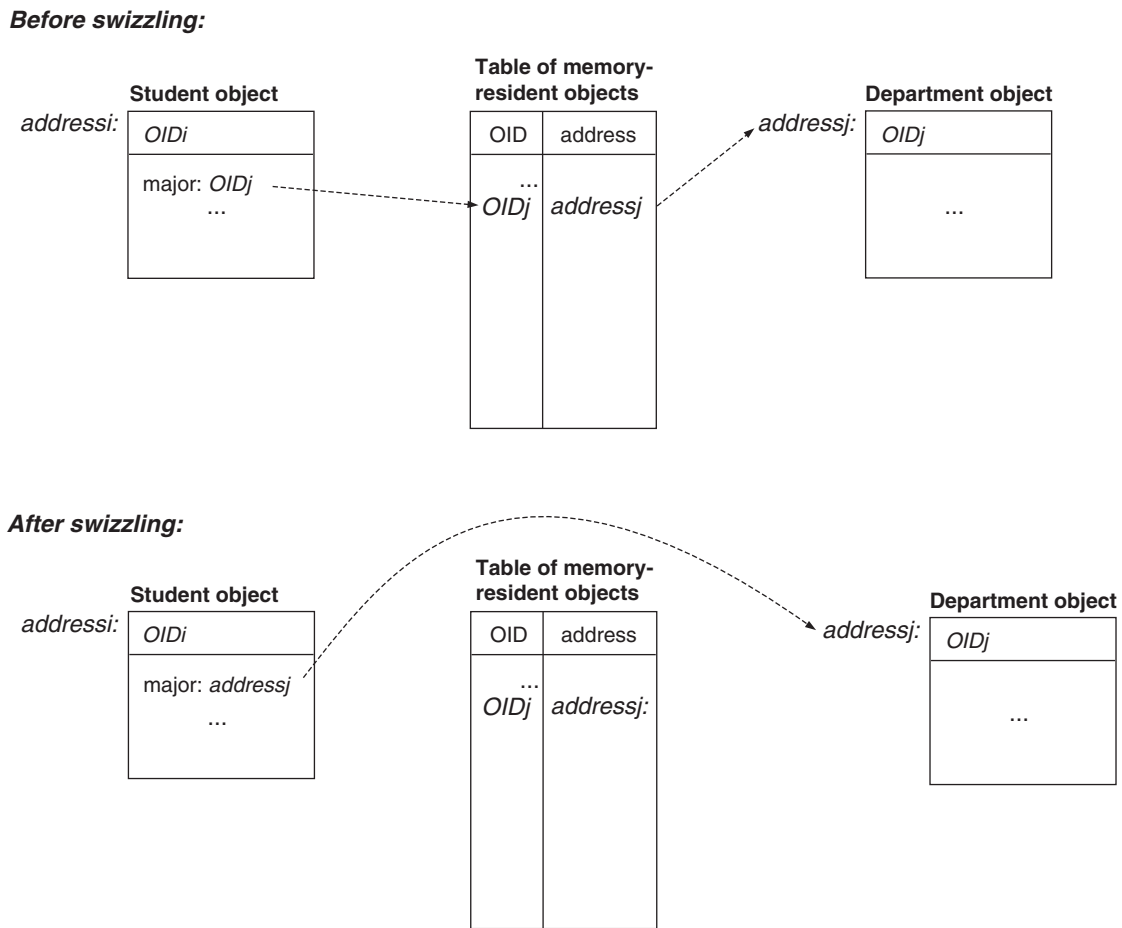 Before swizzling:
Table of memory-
resident objects
Student object
Department object
addressi:
OIDi
OID
address
addressj:
OIDj
major: OIDj
...
...
OIDj
addressj
...
After swizzling:
Table of memory-
resident objects
Student object
Department object
addressi:
OIDi
OID
address
addressj:
OIDj
major: addressj
...
...
OIDj
addressj:
...